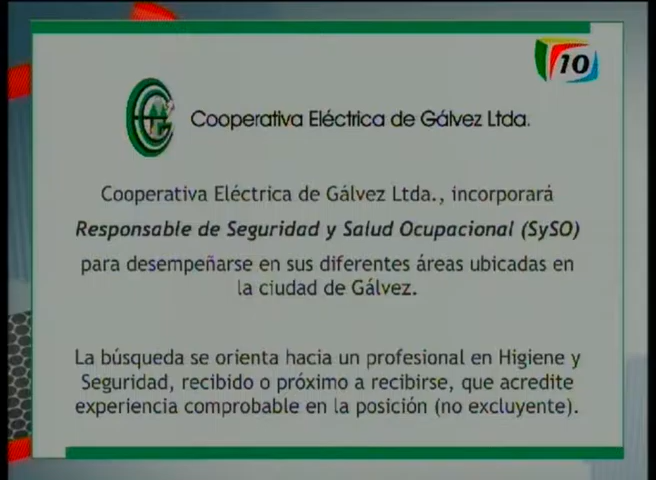 10
Cooperativa Eléctrica de Gálvez Ltda.
Cooperativa Eléctrica de Gálvez Ltda., incorporará
Responsable de Seguridad y Salud Ocupacional (SySO)
para desempeñarse en sus diferentes áreas ubicadas en
la ciudad de Gálvez.
La búsqueda se orienta hacia un profesional en Higiene y
Seguridad, recibido o próximo a recibirse, que acredite
experiencia comprobable en la posición (no excluyente).